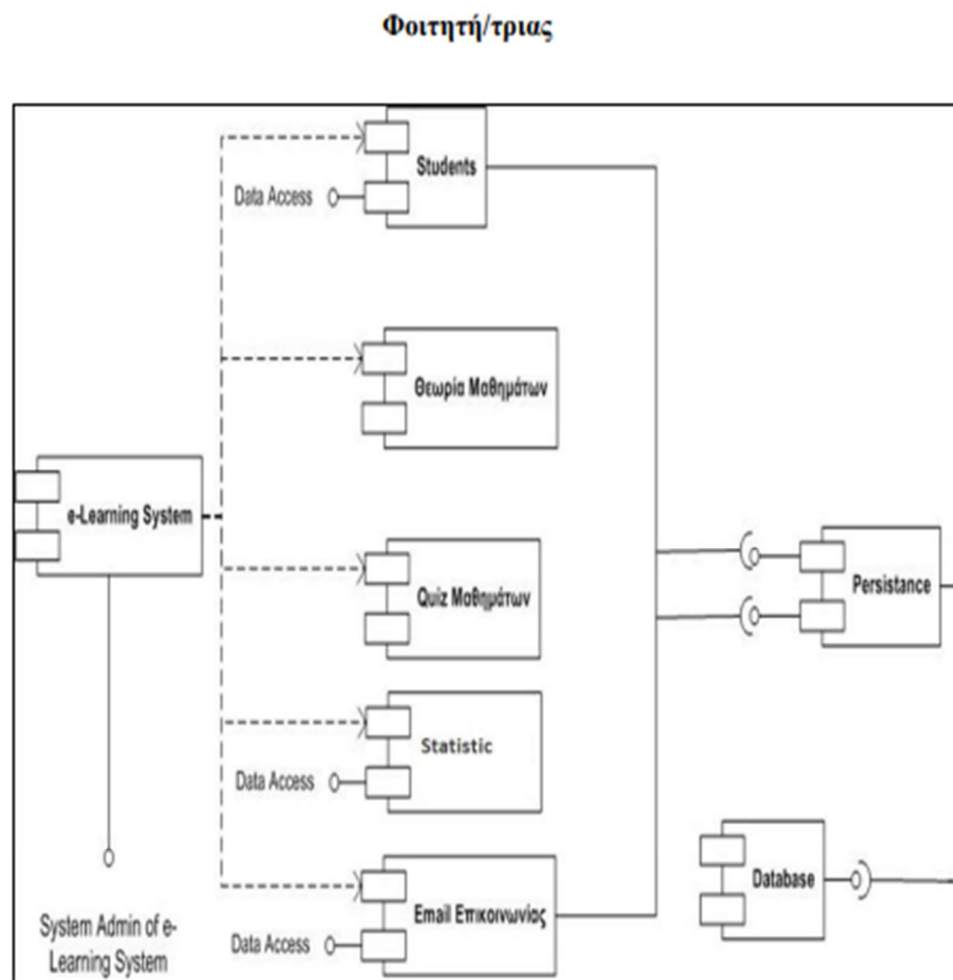 Φοιτητή/τριας
Students
Data Access
Θεωρία Μαθημάτων
e-Learning System
Quiz Μαθημάτων
Persistance
Statistic
Data Access
Database
Email Επικοινωνίας
Data Access
System Admin of e-
Learning System